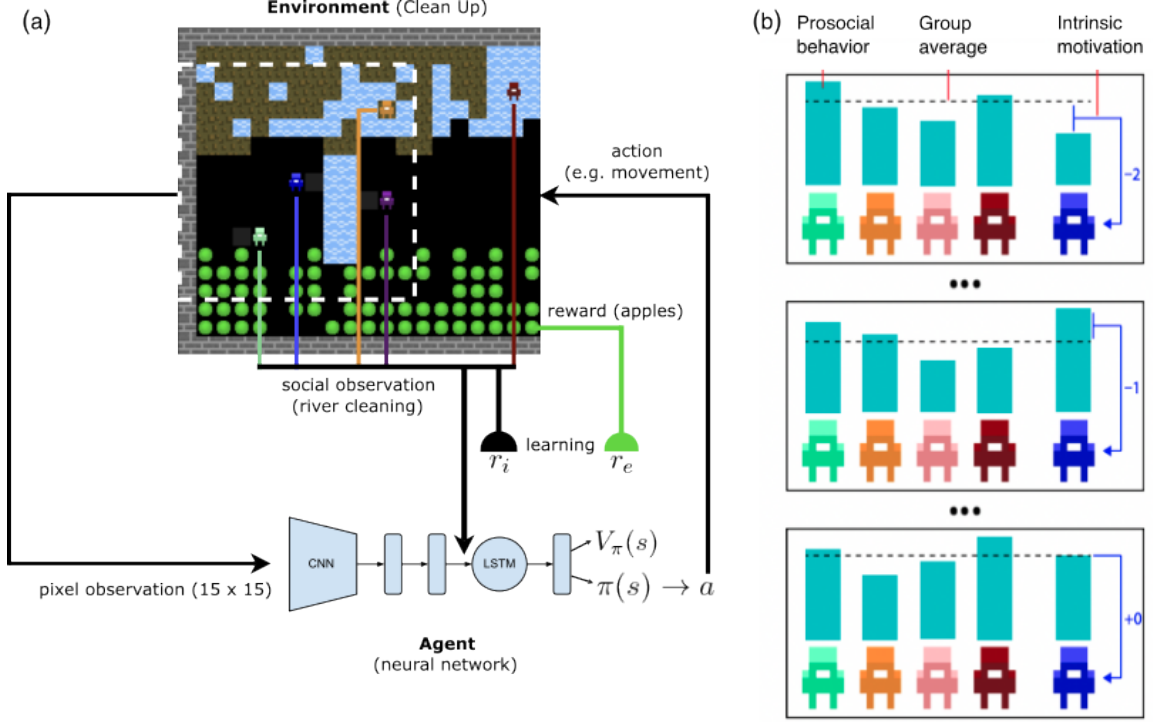 (a)
Environment (Clean Up)
action
(e.g. movement)
reward (apples)
social observation
(river cleaning)
learning
r_i
r_e
CNN
LSTM
V_π(s)
π(s) → a
pixel observation (15 x 15)
Agent
(neural network)
(b)
Prosocial
behavior
Group
average
Intrinsic
motivation
−2
•••
−1
•••
+0